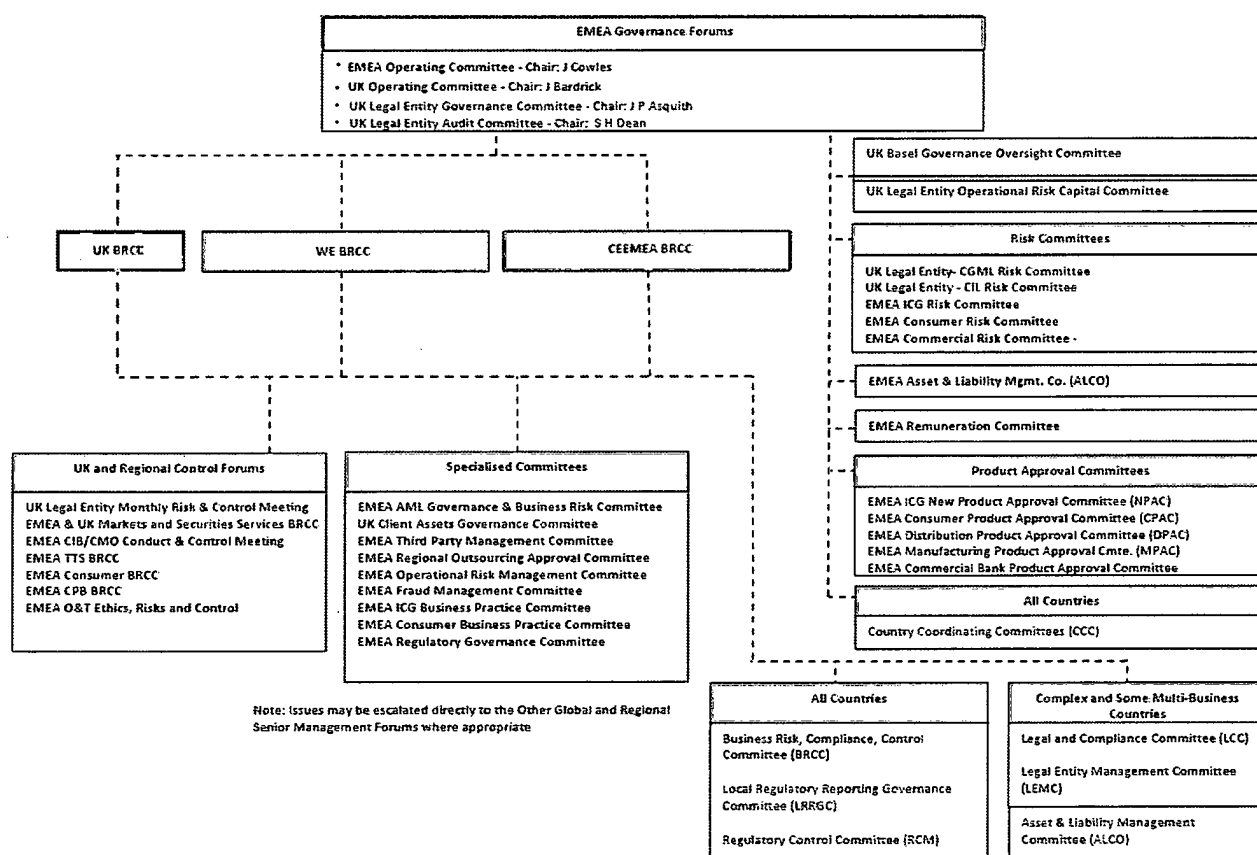 EMEA Governance Forums
• EMEA Operating Committee - Chair: J Cowles
• UK Operating Committee - Chair: J Bardrick
• UK Legal Entity Governance Committee - Chair: J P Asquith
• UK Legal Entity Audit Committee - Chair: S H Dean
UK Basel Governance Oversight Committee
UK Legal Entity Operational Risk Capital Committee
UK BRCC
WE BRCC
CEEMEA BRCC
Risk Committees
UK Legal Entity- CGML Risk Committee
UK Legal Entity - CIL Risk Committee
EMEA ICG Risk Committee
EMEA Consumer Risk Committee
EMEA Commercial Risk Committee -
EMEA Asset & Liability Mgmt. Co. (ALCO)
EMEA Remuneration Committee
UK and Regional Control Forums
UK Legal Entity Monthly Risk & Control Meeting
EMEA & UK Markets and Securities Services BRCC
EMEA CIB/CMO Conduct & Control Meeting
EMEA TTS BRCC
EMEA Consumer BRCC
EMEA CPB BRCC
EMEA O&T Ethics, Risks and Control
Specialised Committees
EMEA AML Governance & Business Risk Committee
UK Client Assets Governance Committee
EMEA Third Party Management Committee
EMEA Regional Outsourcing Approval Committee
EMEA Operational Risk Management Committee
EMEA Fraud Management Committee
EMEA ICG Business Practice Committee
EMEA Consumer Business Practice Committee
EMEA Regulatory Governance Committee
Product Approval Committees
EMEA ICG New Product Approval Committee (NPAC)
EMEA Consumer Product Approval Committee (CPAC)
EMEA Distribution Product Approval Committee (DPAC)
EMEA Manufacturing Product Approval Cmte. (MPAC)
EMEA Commercial Bank Product Approval Committee
All Countries
Country Coordinating Committees (CCC)
Note: Issues may be escalated directly to the Other Global and Regional
Senior Management Forums where appropriate
All Countries
Business Risk, Compliance, Control
Committee (BRCC)
Local Regulatory Reporting Governance
Committee (LRRGC)
Regulatory Control Committee (RCM)
Complex and Some Multi-Business
Countries
Legal and Compliance Committee (LCC)
Legal Entity Management Committee
(LEMC)
Asset & Liability Management
Committee (ALCO)